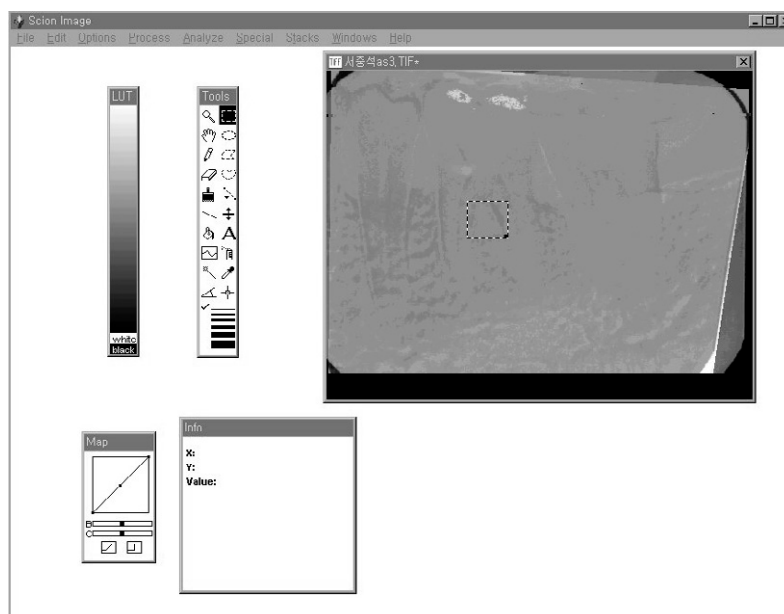 Scion Image
File Edit Options Process Analyze Special Stacks Windows Help
TIFF 서중석as3.TIF*
LUT
Tools
A
white
black
Map
B
C
Info
X:
Y:
Value: